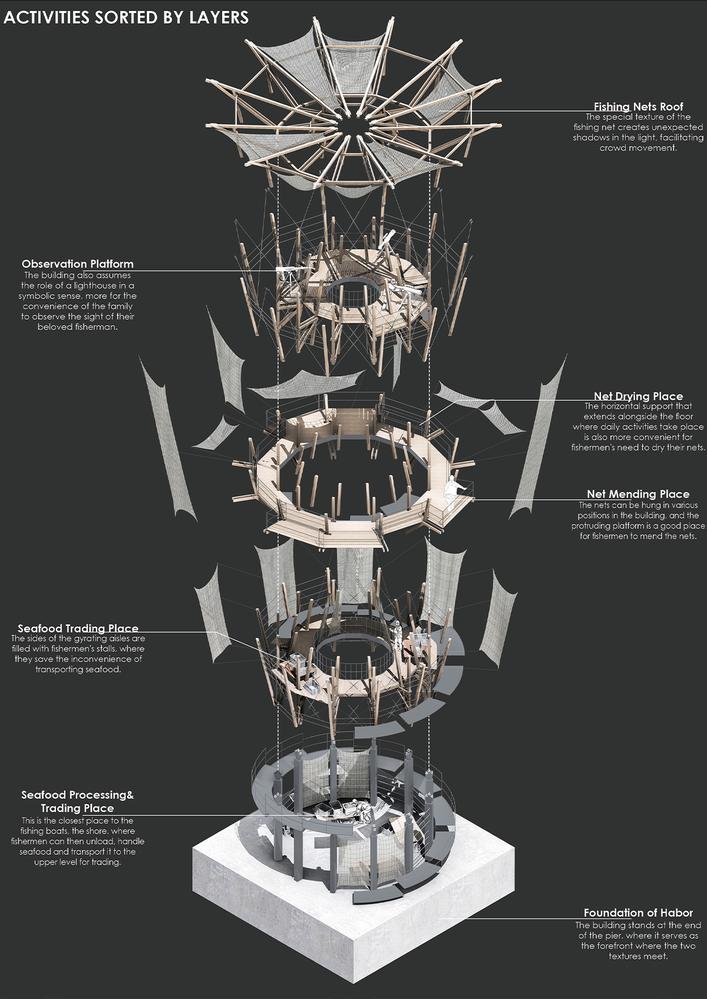 ACTIVITIES SORTED BY LAYERS
Fishing Nets Roof
The special texture of the
fishing net creates unexpected
shadows in the light, facilitating
crowd movement.
Observation Platform
The building also assumes
the role of a lighthouse in a
symbolic sense, more for the
convenience of the family
to observe the sight of their
beloved fisherman.
Net Drying Place
The horizontal support that
extends alongside the floor
where daily activities take place
is also more convenient for
fishermen's need to dry their nets.
Net Mending Place
The nets can be hung in various
positions in the building, and the
protruding platform is a good place
for fishermen to mend the nets.
Seafood Trading Place
The sides of the gyrating aisles are
filled with fishermen's stalls, where
they save the inconvenience of
transporting seafood.
Seafood Processing&
Trading Place
This is the closest place to the
fishing boats, the shore, where
fishermen can then unload, handle
seafood and transport it to the
upper level for trading.
Foundation of Habor
The building stands at the end
of the pier, where it serves as
the forefront where the two
textures meet.